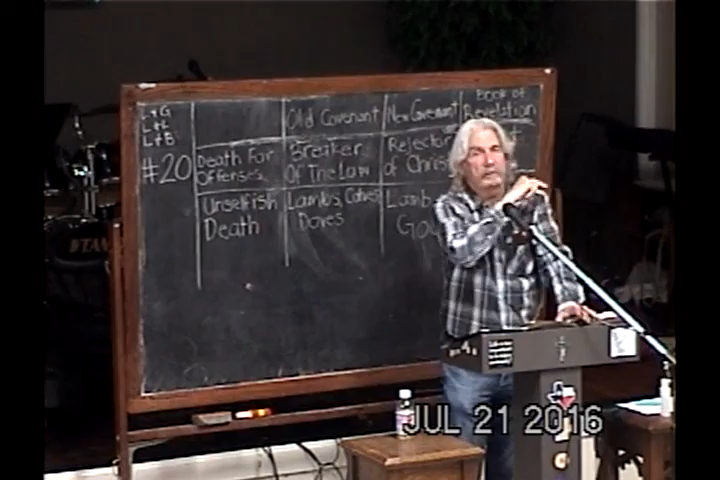 L+G
L+L
L+B
Old Covenant
New Covenant
Book of
Revelation
#20
Death For
Offenses
Breaker
Of The Law
Rejector
of Christ
Unselfish
Death
Lambs, Calves
Doves
Lamb
TAMA
JUL 21 2016